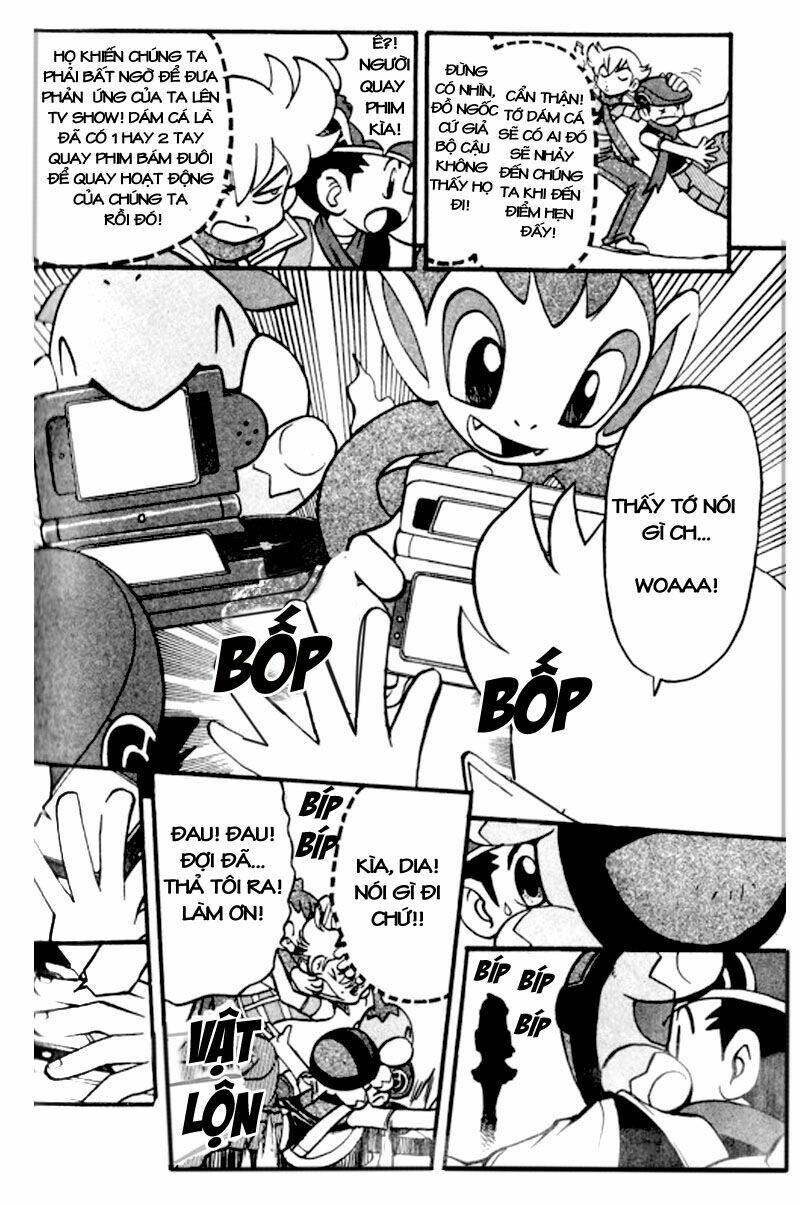 Ê?!
NGƯỜI
QUAY
PHIM
KÌA!
HỌ KHIẾN CHÚNG TA
PHẢI BẤT NGỜ ĐỂ ĐƯA
PHẢN ỨNG CỦA TA LÊN
TV SHOW! DÁM CÁ LÀ
ĐÃ CÓ 1 HAY 2 TAY
QUAY PHIM BÁM ĐUÔI
ĐỂ QUAY HOẠT ĐỘNG
CỦA CHÚNG TA
RỒI ĐÓ!
ĐỪNG
CÓ NHÌN,
ĐỒ NGỐC
CỨ GIẢ
BỘ CẬU
KHÔNG
THẤY HỌ
ĐI!
CẨN THẬN!
TỚ DÁM CÁ
SẼ CÓ AI ĐÓ
SẼ NHẢY
ĐẾN CHÚNG
TA KHI ĐẾN
ĐIỂM HẸN
ĐẤY!
THẤY TỚ NÓI
GÌ CH...
WOAAA!
BỐP
BỐP
ĐAU! ĐAU!
ĐỢI ĐÃ...
THẢ TÔI RA!
LÀM ƠN!
BÍP
BÍP
KÌA, DIA!
NÓI GÌ ĐI
CHỨ!!
VẬT
LỘN
BÍP
BÍP
BÍP